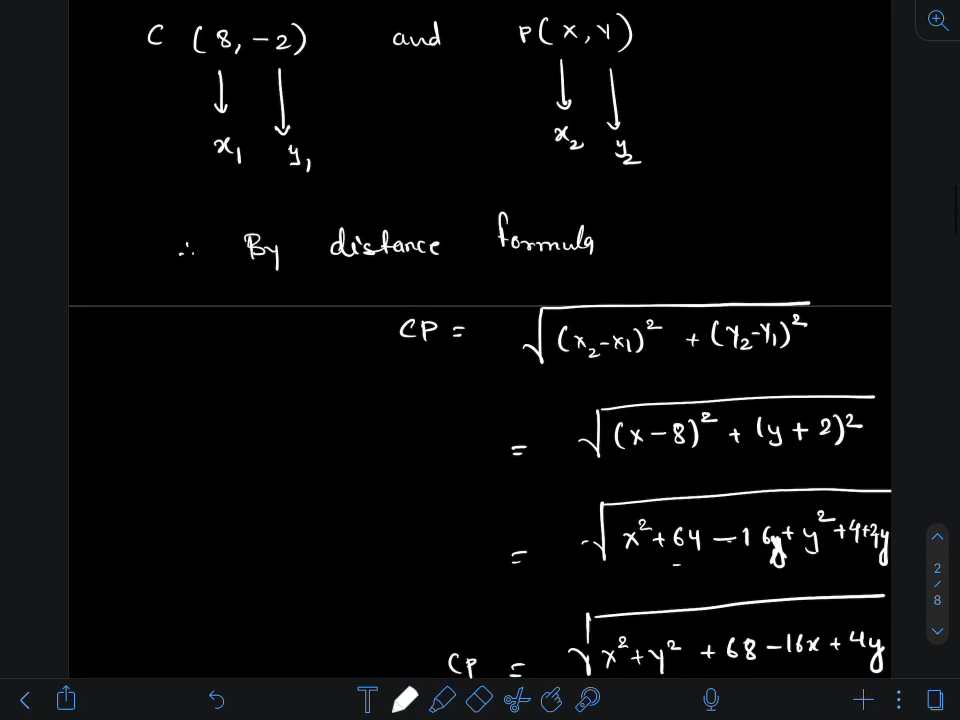 C (8, -2) and P(x, y)
x₁ y₁ x₂ y₂
∴ By distance formula
CP = √(x₂-x₁)² + (y₂-y₁)²
= √(x-8)² + (y+2)²
= √x²+64-16y+y²+4+4y
CP = √x²+y²+68-16x+4y
2
8
T